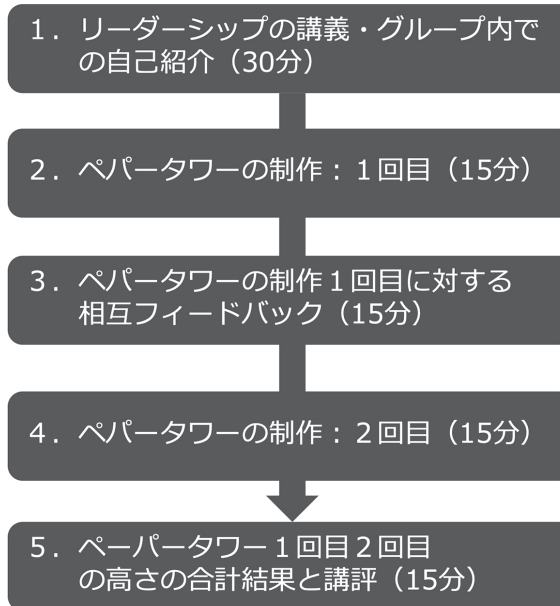 １．リーダーシップの講義・グループ内で
の自己紹介（30分）
２．ペパータワーの制作：１回目（15分）
３．ペパータワーの制作１回目に対する
相互フィードバック（15分）
４．ペパータワーの制作：２回目（15分）
５．ペーパータワー１回目２回目
の高さの合計結果と講評（15分）